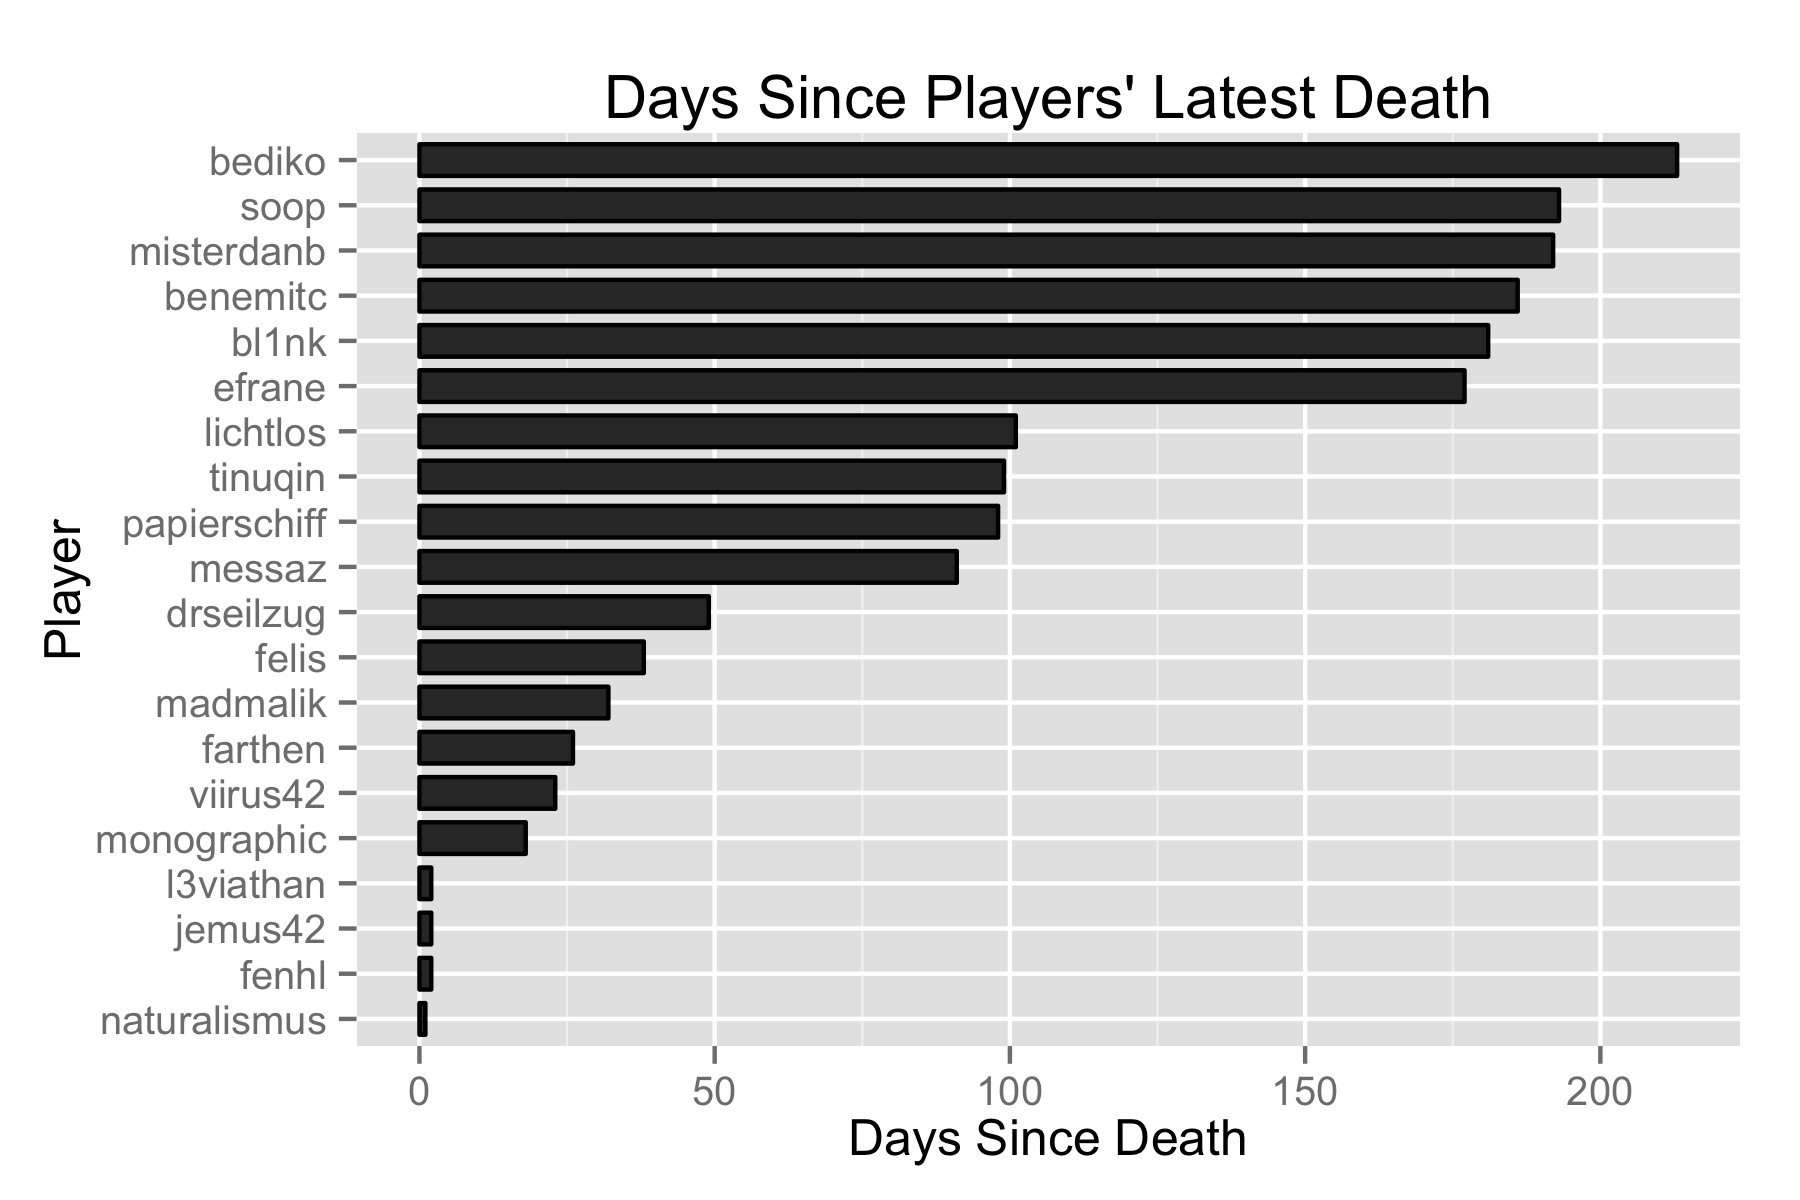 Days Since Players' Latest Death
bediko
soop
misterdanb
benemitc
bl1nk
efrane
lichtlos
tinuqin
papierschiff
messaz
drseilzug
felis
madmalik
farthen
viirus42
monographic
l3viathan
jemus42
fenhl
naturalismus
Player
0 50 100 150 200
Days Since Death